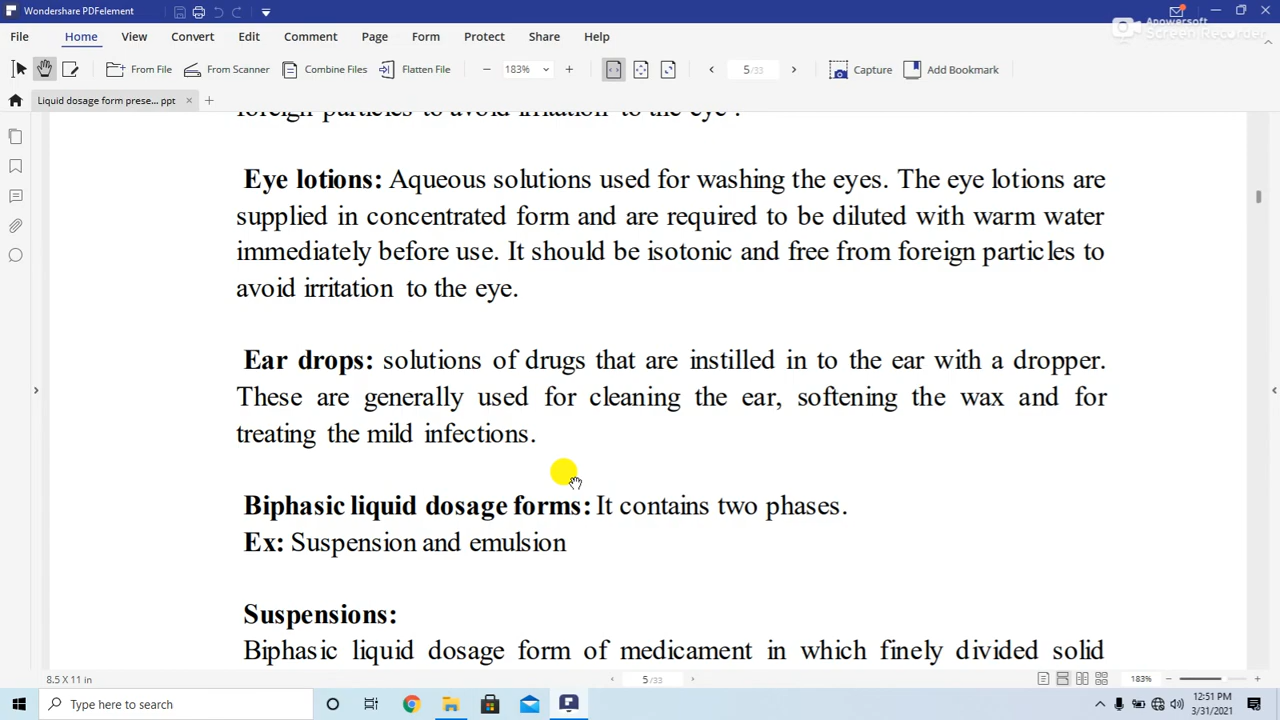 Wondershare PDFelement
Apowersoft
Screen Recorder
File Home View Convert Edit Comment Page Form Protect Share Help
From File From Scanner Combine Files Flatten File 183% 5 /33 Capture Add Bookmark
Liquid dosage form prese... ppt
foreign particles to avoid irritation to the eye .
Eye lotions: Aqueous solutions used for washing the eyes. The eye lotions are
supplied in concentrated form and are required to be diluted with warm water
immediately before use. It should be isotonic and free from foreign particles to
avoid irritation to the eye.
Ear drops: solutions of drugs that are instilled in to the ear with a dropper.
These are generally used for cleaning the ear, softening the wax and for
treating the mild infections.
Biphasic liquid dosage forms: It contains two phases.
Ex: Suspension and emulsion
Suspensions:
Biphasic liquid dosage form of medicament in which finely divided solid
8.5 X 11 in 5 /33 183%
Type here to search
12:51 PM
3/31/2021